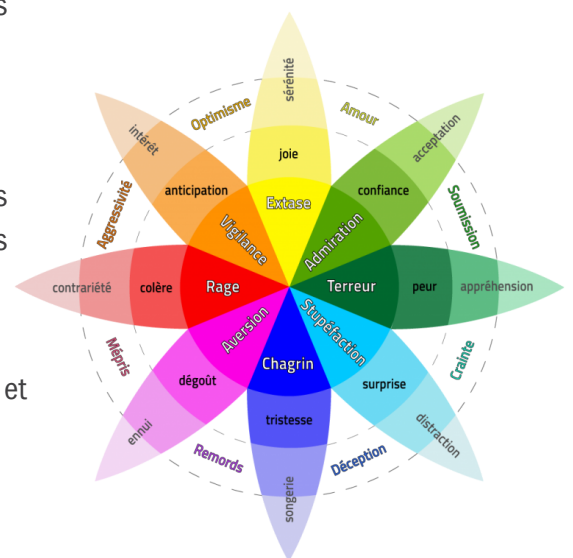 s
sérénité
Optimisme
Amour
intérêt
acceptation
joie
s
anticipation
confiance
Extase
Aggressivité
Vigilance
Admiration
Soumission
s
contrariété
colère
Rage
Terreur
peur
appréhension
Aversion
Stupéfaction
Mépris
Chagrin
Crainte
et
dégoût
surprise
tristesse
ennui
distraction
Remords
Déception
songerie